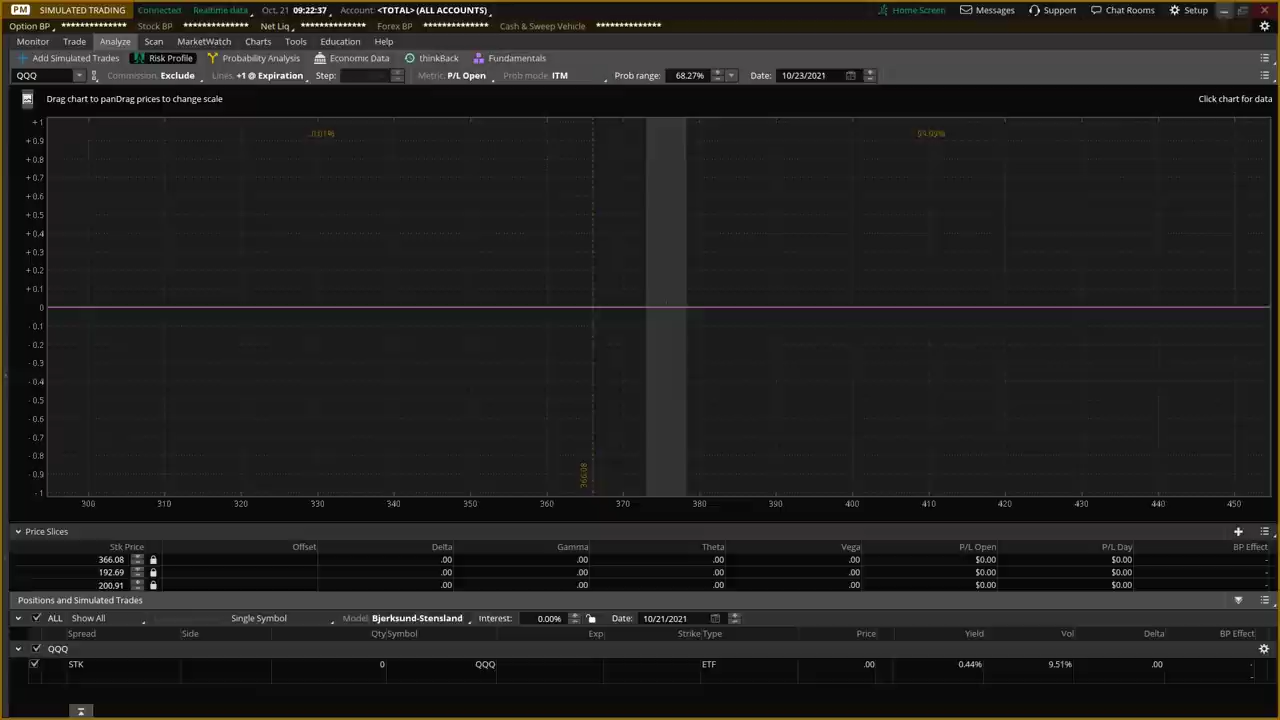 PM SIMULATED TRADING Connected Realtime data Oct. 21 09:22:37 Account: <TOTAL> (ALL ACCOUNTS) Home Screen Messages Support Chat Rooms Setup
Option BP ************** Stock BP ************** Net Liq ************** Forex BP ************** Cash & Sweep Vehicle **************
Monitor Trade Analyze Scan MarketWatch Charts Tools Education Help
Add Simulated Trades Risk Profile Probability Analysis Economic Data thinkBack Fundamentals
QQQ Commission: Exclude Lines: +1 @ Expiration Step: Metric: P/L Open Prob mode: ITM Prob range: 68.27% Date: 10/23/2021
Drag chart to panDrag prices to change scale Click chart for data
+ 1
+ 0.9
+ 0.8
+ 0.7
+ 0.6
+ 0.5
+ 0.4
+ 0.3
+ 0.2
+ 0.1
0
- 0.1
- 0.2
- 0.3
- 0.4
- 0.5
- 0.6
- 0.7
- 0.8
- 0.9
- 1
366.08
300 310 320 330 340 350 360 370 380 390 400 410 420 430 440 450
Price Slices
Stk Price Offset Delta Gamma Theta Vega P/L Open P/L Day BP Effect
366.08 .00 .00 .00 .00 $0.00 $0.00 -
192.69 .00 .00 .00 .00 $0.00 $0.00 -
200.91 .00 .00 .00 .00 $0.00 $0.00 -
Positions and Simulated Trades
ALL Show All Single Symbol Model: Bjerksund-Stensland Interest: 0.00% Date: 10/21/2021
Spread Side Qty Symbol Exp Strike Type Price Yield Vol Delta BP Effect
QQQ
STK 0 QQQ ETF .00 0.44% 9.51% .00 -
-